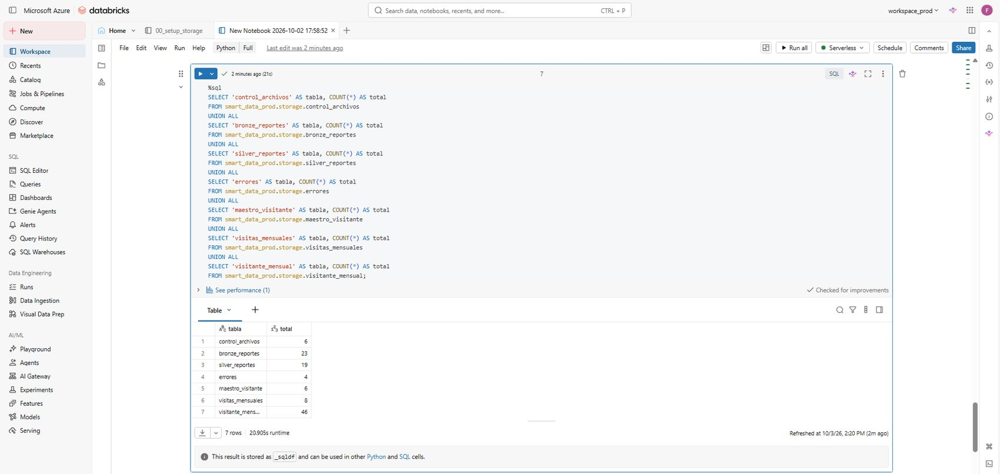 Microsoft Azure databricks
Search data, notebooks, recents, and more... CTRL + P
workspace_prod
F
New
Workspace
Recents
Catalog
Jobs & Pipelines
Compute
Discover
Marketplace
SQL
SQL Editor
Queries
Dashboards
Genie Agents
Alerts
Query History
SQL Warehouses
Data Engineering
Runs
Data Ingestion
Visual Data Prep
AI/ML
Playground
Agents
AI Gateway
Experiments
Features
Models
Serving
Home 00_setup_storage New Notebook 2026-10-02 17:58:52
File Edit View Run Help Python Full Last edit was 2 minutes ago
Run all Serverless Schedule Comments Share
2 minutes ago (21s) 7 SQL
%sql
SELECT 'control_archivos' AS tabla, COUNT(*) AS total
FROM smart_data_prod.storage.control_archivos
UNION ALL
SELECT 'bronze_reportes' AS tabla, COUNT(*) AS total
FROM smart_data_prod.storage.bronze_reportes
UNION ALL
SELECT 'silver_reportes' AS tabla, COUNT(*) AS total
FROM smart_data_prod.storage.silver_reportes
UNION ALL
SELECT 'errores' AS tabla, COUNT(*) AS total
FROM smart_data_prod.storage.errores
UNION ALL
SELECT 'maestro_visitante' AS tabla, COUNT(*) AS total
FROM smart_data_prod.storage.maestro_visitante
UNION ALL
SELECT 'visitas_mensuales' AS tabla, COUNT(*) AS total
FROM smart_data_prod.storage.visitas_mensuales
UNION ALL
SELECT 'visitante_mensual' AS tabla, COUNT(*) AS total
FROM smart_data_prod.storage.visitante_mensual;
See performance (1) Checked for improvements
Table
tabla total
1 control_archivos 6
2 bronze_reportes 23
3 silver_reportes 19
4 errores 4
5 maestro_visitante 6
6 visitas_mensuales 8
7 visitante_mens... 46
7 rows 20.905s runtime Refreshed at 10/3/26, 2:20 PM (2m ago)
This result is stored as _sqldf and can be used in other Python and SQL cells.